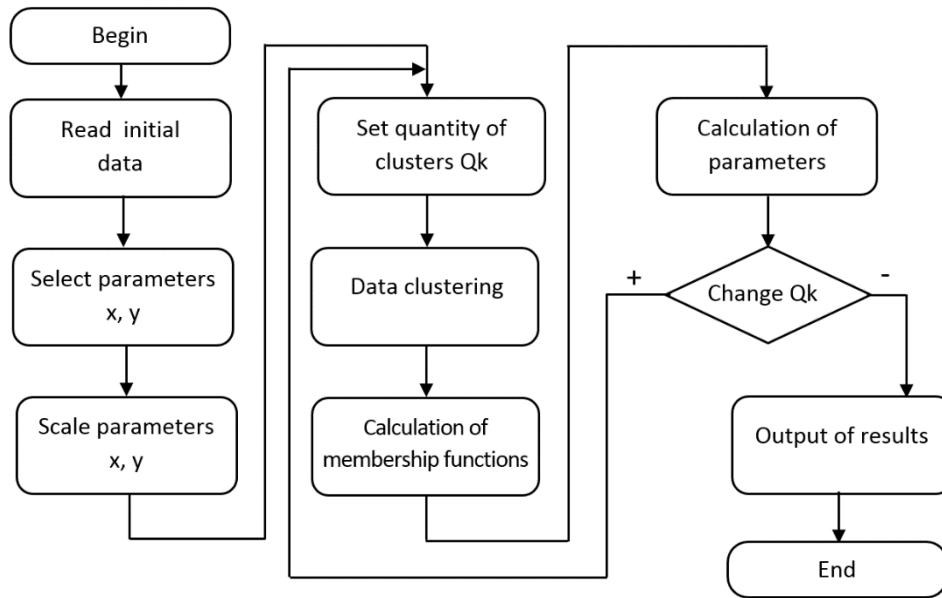 Begin
Read initial
data
Select parameters
x, y
Scale parameters
x, y
Set quantity of
clusters Qk
Data clustering
Calculation of
membership functions
Calculation of
parameters
+
Change Qk
-
Output of results
End